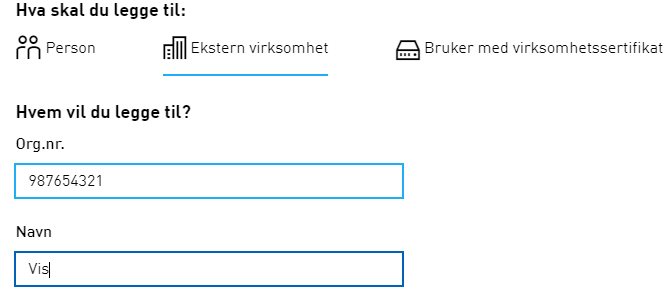 Hva skal du legge til:
Person Ekstern virksomhet Bruker med virksomhetssertifikat
Hvem vil du legge til?
Org.nr.
987654321
Navn
Vis